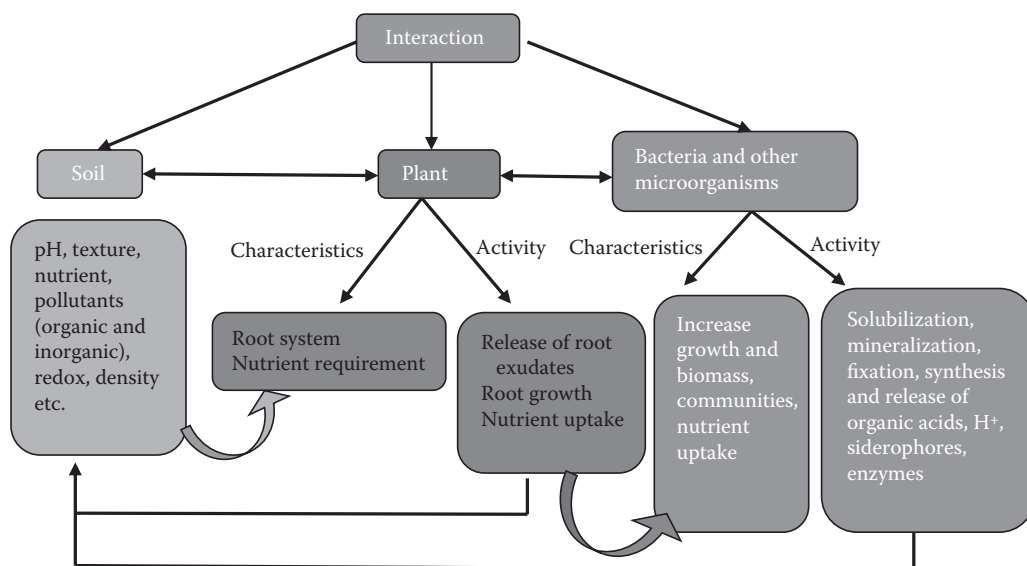 Interaction
Soil
Plant
Bacteria and other
microorganisms
Characteristics
Activity
Characteristics
Activity
pH, texture,
nutrient,
pollutants
(organic and
inorganic),
redox, density
etc.
Root system
Nutrient requirement
Release of root
exudates
Root growth
Nutrient uptake
Increase
growth and
biomass,
communities,
nutrient
uptake
Solubilization,
mineralization,
fixation, synthesis
and release of
organic acids, H⁺,
siderophores,
enzymes